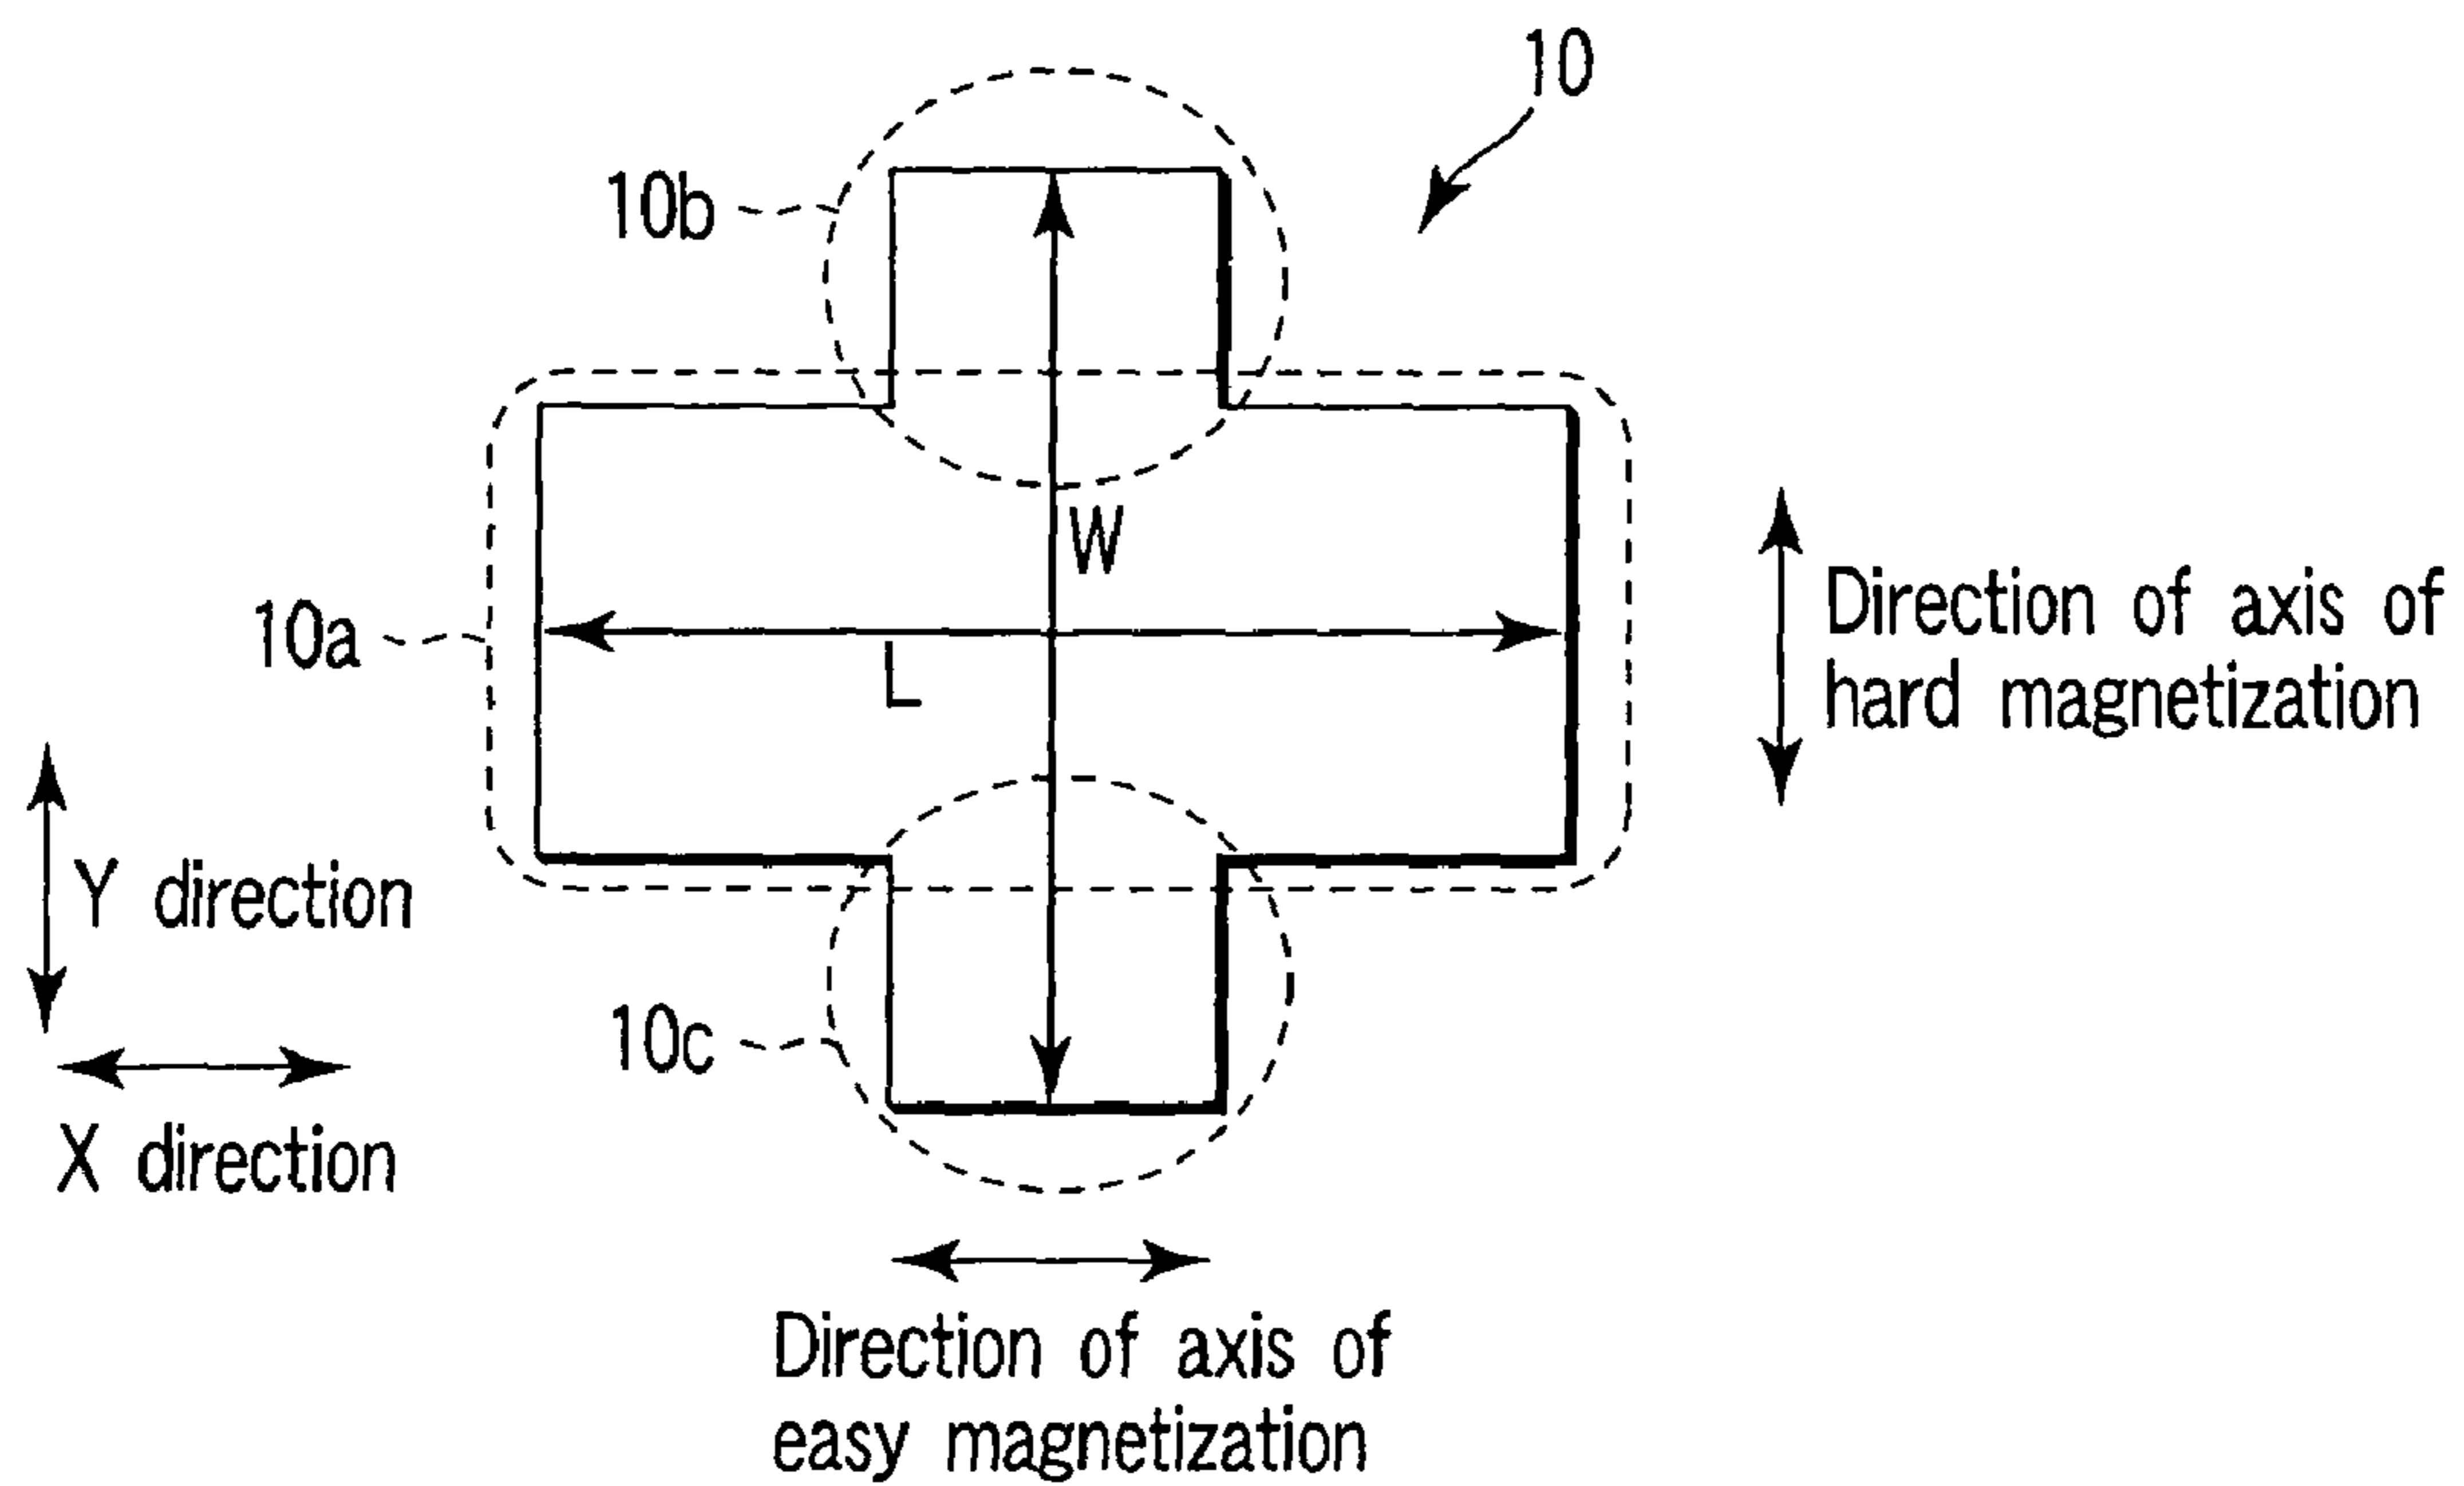 10
10b
W
10a
L
Direction of axis of
hard magnetization
Y direction
10c
X direction
Direction of axis of
easy magnetization